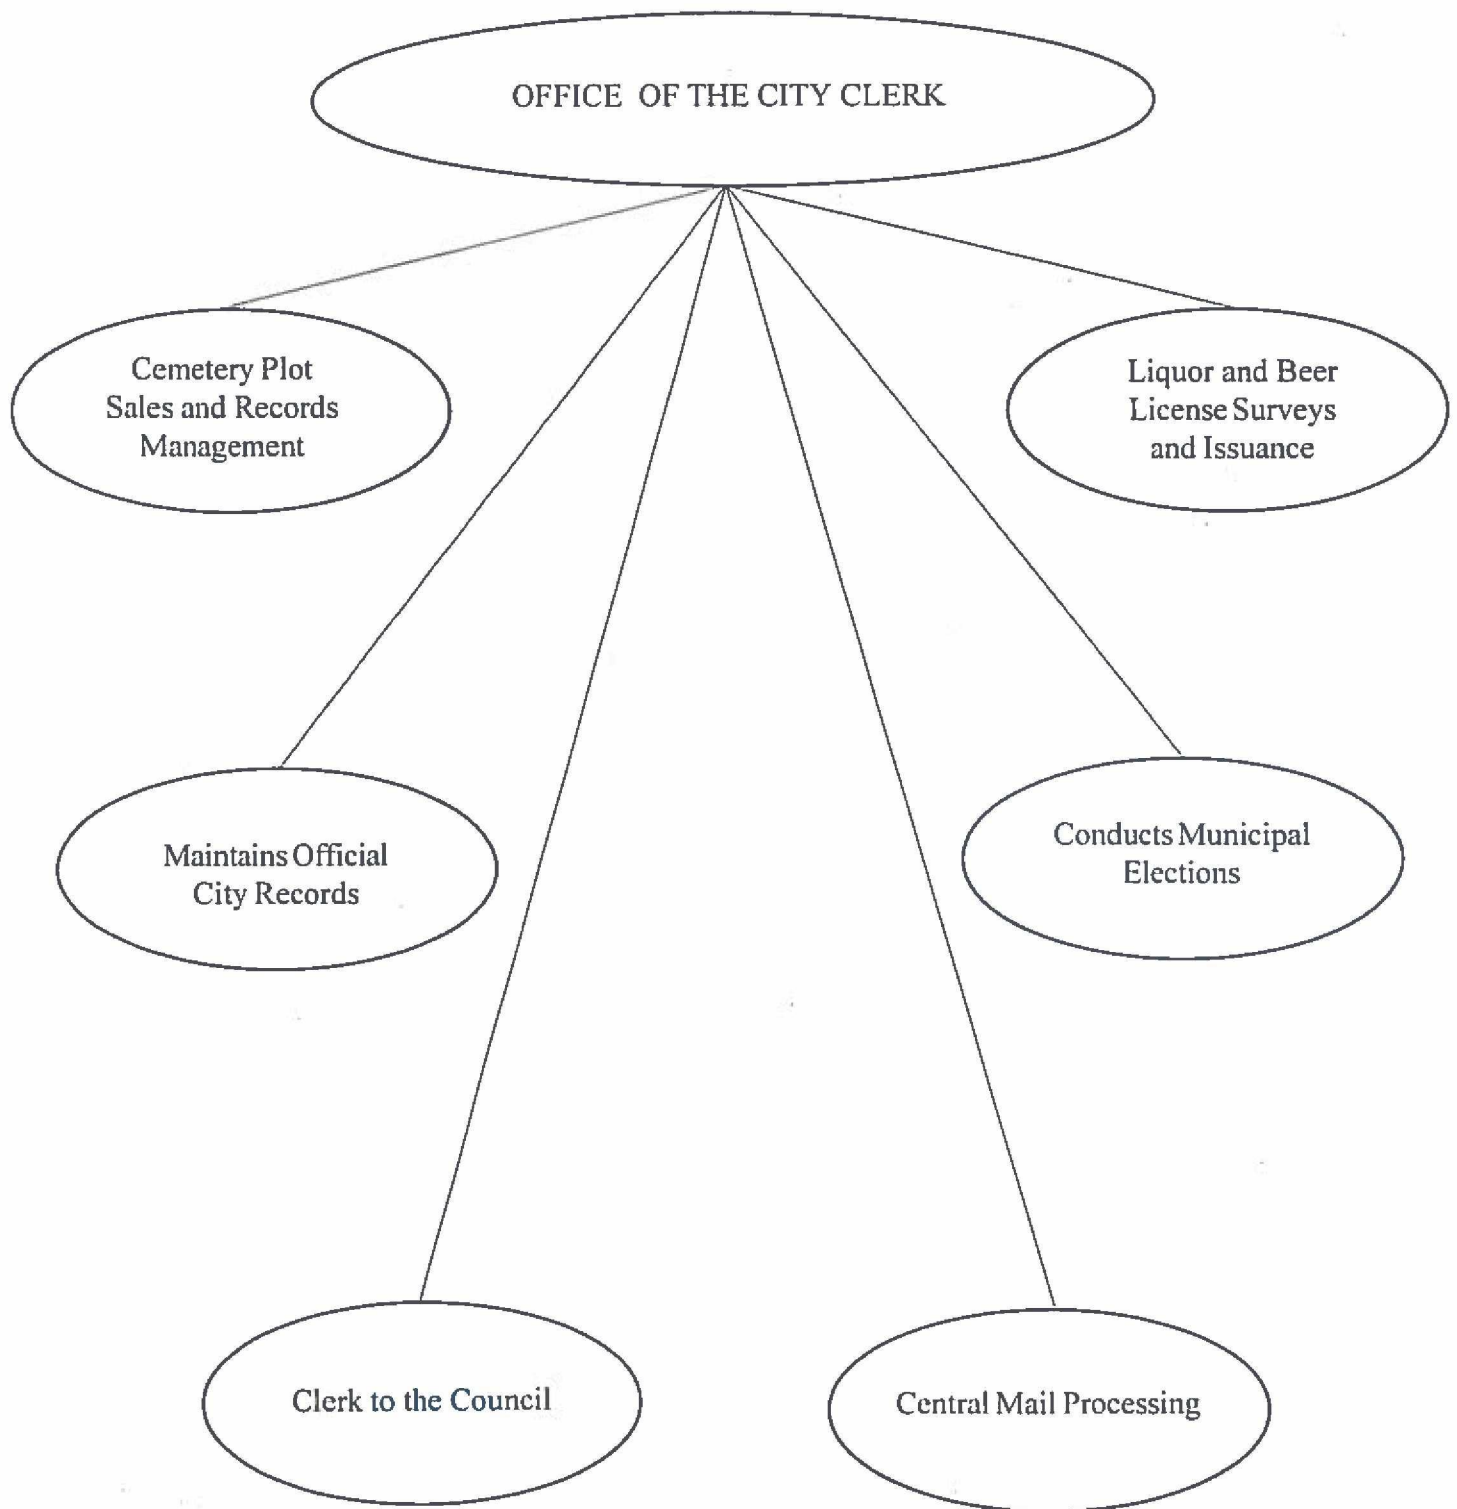 OFFICE OF THE CITY CLERK
Cemetery Plot
Sales and Records
Management
Liquor and Beer
License Surveys
and Issuance
Maintains Official
City Records
Conducts Municipal
Elections
Clerk to the Council
Central Mail Processing